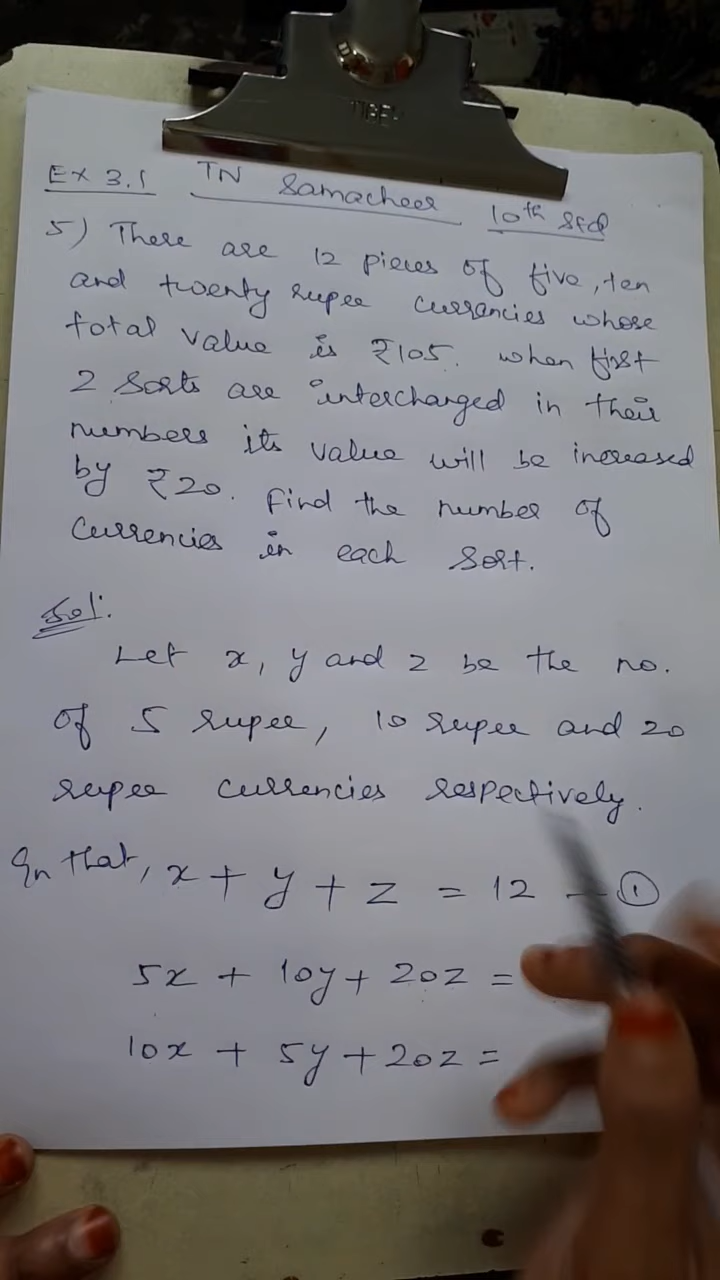 TIGER
Ex 3.1 TN Samacheer 10th Std
5) There are 12 pieces of five, ten
and twenty rupee currencies whose
total value is ₹105. when first
2 sorts are interchanged in their
numbers its value will be increased
by ₹20. Find the number of
currencies in each sort.
Sol:
Let x, y and z be the no.
of 5 rupee, 10 rupee and 20
rupee currencies respectively.
Gn that, x + y + z = 12 — ①
5x + 10y + 20z =
10x + 5y + 20z =